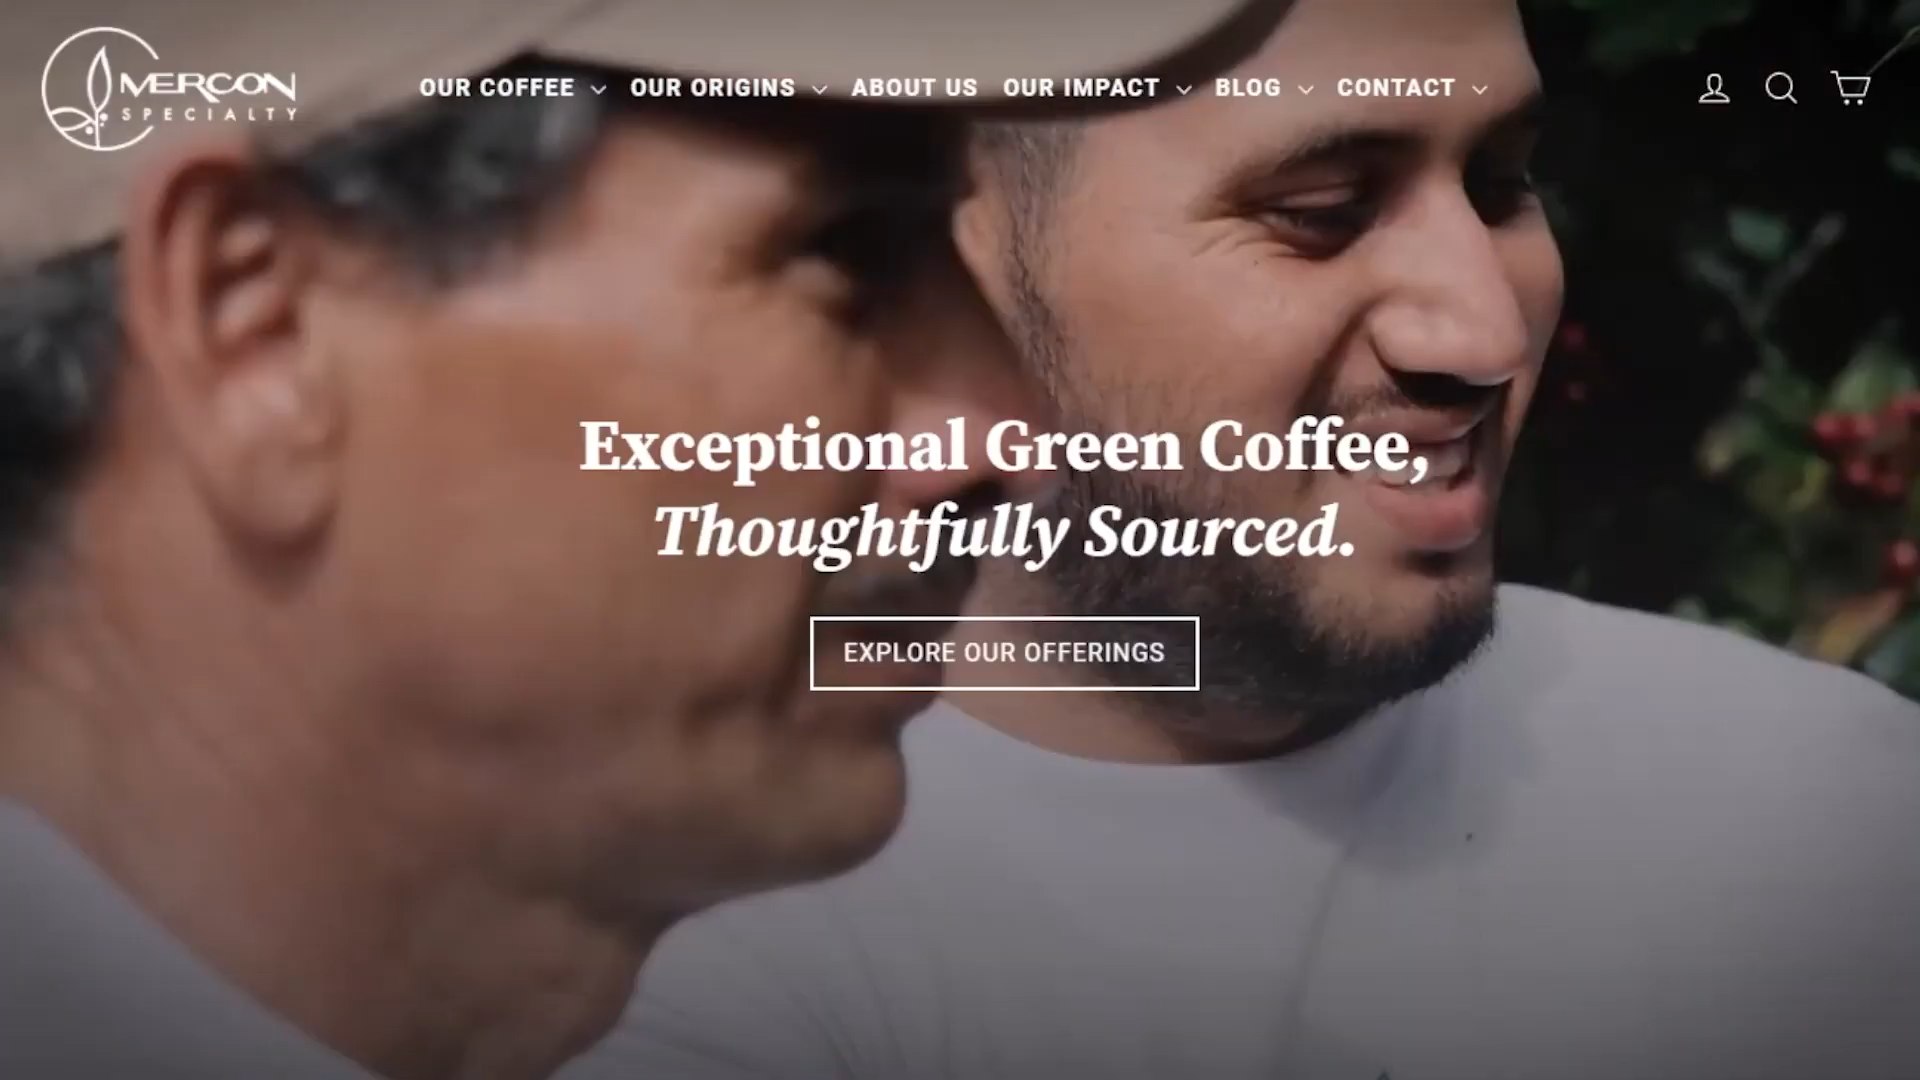 MERCON
SPECIALTY
OUR COFFEE
OUR ORIGINS
ABOUT US
OUR IMPACT
BLOG
CONTACT
Exceptional Green Coffee,
Thoughtfully Sourced.
EXPLORE OUR OFFERINGS